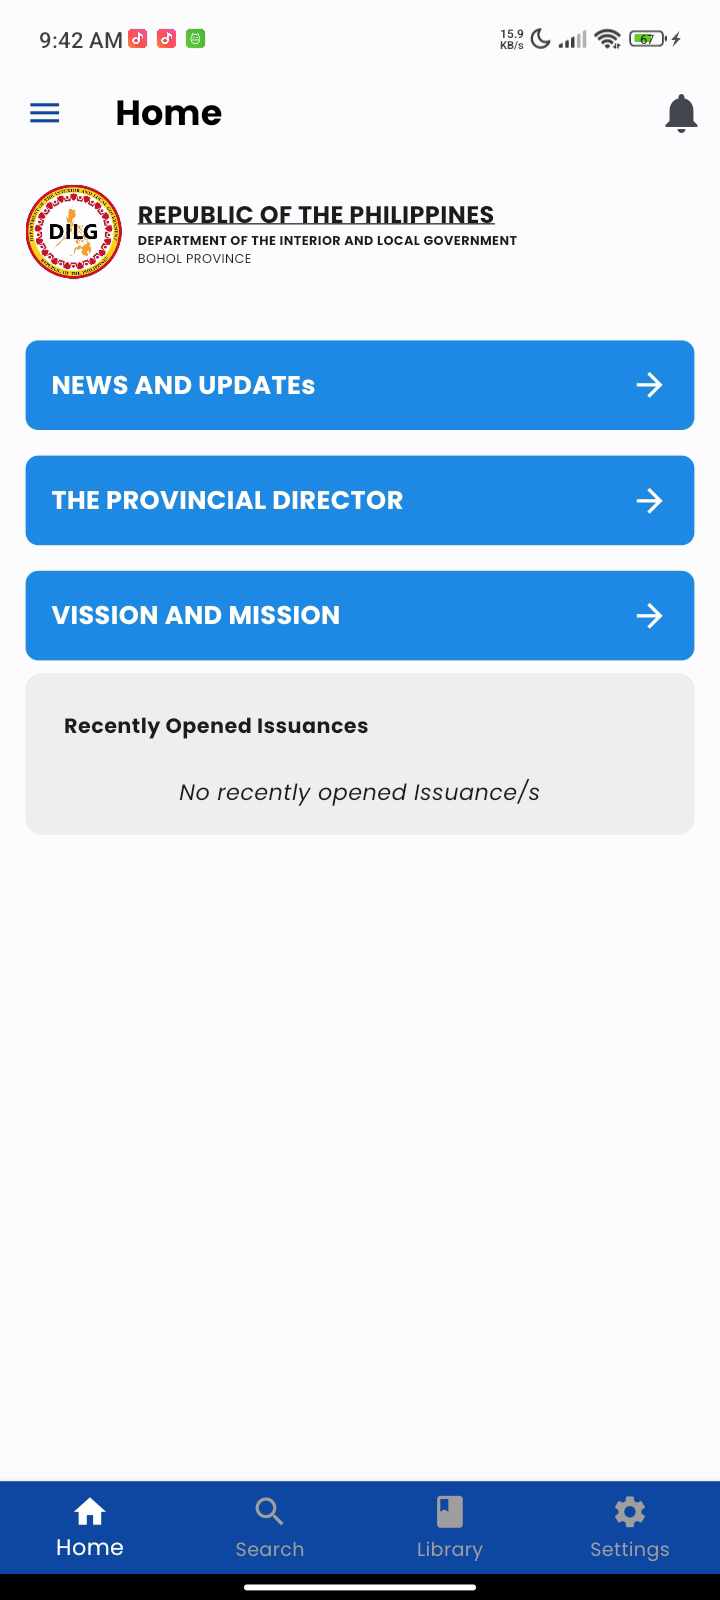 9:42 AM
15.9
KB/s
67
Home
DILG
REPUBLIC OF THE PHILIPPINES
DEPARTMENT OF THE INTERIOR AND LOCAL GOVERNMENT
BOHOL PROVINCE
NEWS AND UPDATEs
THE PROVINCIAL DIRECTOR
VISSION AND MISSION
Recently Opened Issuances
No recently opened Issuance/s
Home
Search
Library
Settings